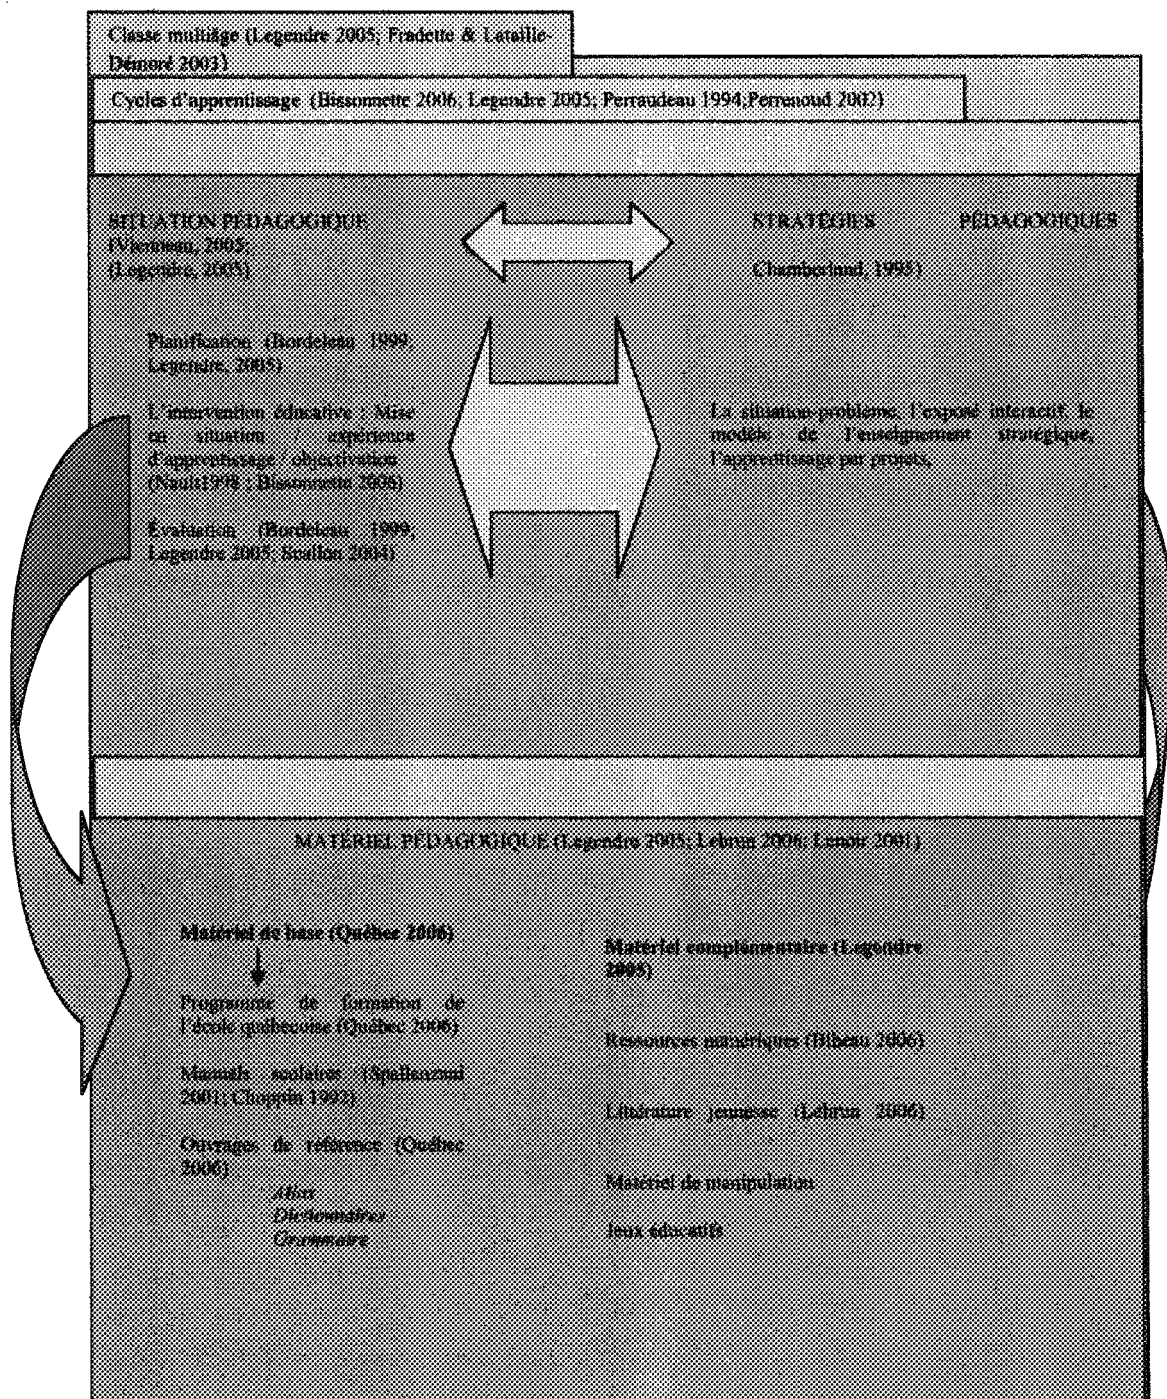 Classe multiâge (Legendre 2005; Fradette & Lataille-
Démoré 2003)
Cycles d'apprentissage (Bissonnette 2006; Legendre 2005; Perraudeau 1994;Perrenoud 2002)
SITUATION PÉDAGOGIQUE
(Vienneau, 2005;
(Legendre, 2005)
STRATÉGIES PÉDAGOGIQUES
Chamberland, 1995)
Planification (Bordeleau 1999;
Legendre, 2005)
L'intervention éducative : Mise
en situation / expérience
d'apprentissage / objectivation
(Nault1998 ; Bissonnette 2006)
Évaluation (Bordeleau 1999,
Legendre 2005; Scallon 2004)
La situation-problème, l'exposé interactif, le
modèle de l'enseignement stratégique,
l'apprentissage par projets.
MATÉRIEL PÉDAGOGIQUE (Legendre 2005; Lebrun 2006; Lenoir 2001)
Matériel de base (Québec 2006)
Programme de formation de
l'école québécoise (Québec 2006)
Manuels scolaires (Spallanzani
2001; Choppin 1992)
Ouvrages de référence (Québec
2006)
Atlas
Dictionnaires
Grammaire
Matériel complémentaire (Legendre
2005)
Ressources numériques (Bibeau 2006)
Littérature jeunesse (Lebrun 2006)
Matériel de manipulation
Jeux éducatifs